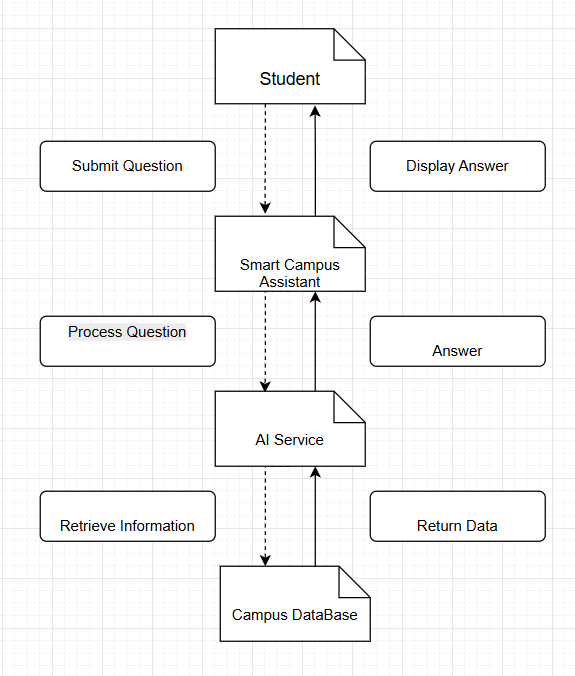 Student
Submit Question
Display Answer
Smart Campus
Assistant
Process Question
Answer
AI Service
Retrieve Information
Return Data
Campus DataBase